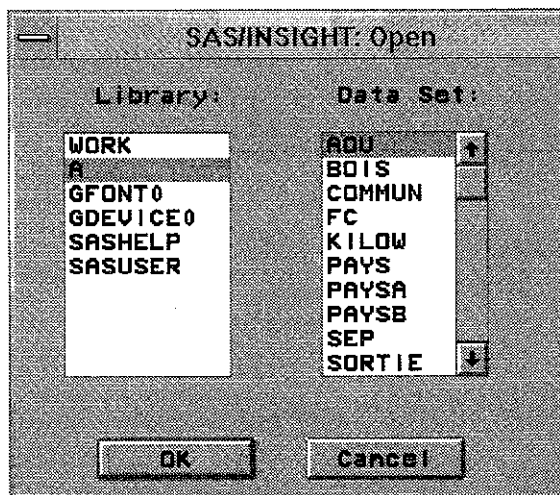 SAS/INSIGHT: Open
Library:
Data Set:
WORK
A
GFONT0
GDEVICE0
SASHELP
SASUSER
AOU
BOIS
COMMUN
FC
KILOW
PAYS
PAYSA
PAYSB
SEP
SORTIE
OK
Cancel